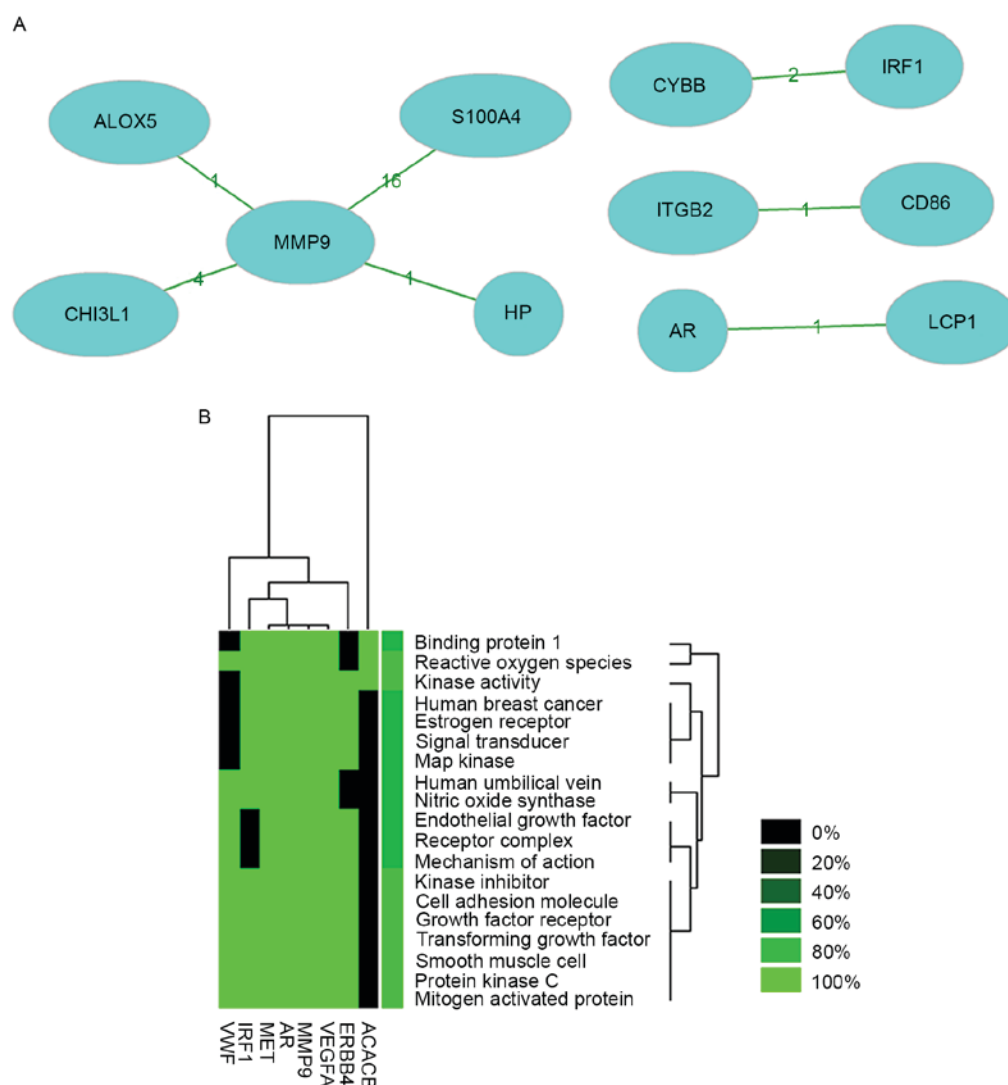 A
ALOX5
S100A4
1
16
MMP9
4
1
CHI3L1
HP
CYBB
2
IRF1
ITGB2
1
CD86
AR
1
LCP1
B
Binding protein 1
Reactive oxygen species
Kinase activity
Human breast cancer
Estrogen receptor
Signal transducer
Map kinase
Human umbilical vein
Nitric oxide synthase
Endothelial growth factor
Receptor complex
Mechanism of action
Kinase inhibitor
Cell adhesion molecule
Growth factor receptor
Transforming growth factor
Smooth muscle cell
Protein kinase C
Mitogen activated protein
0%
20%
40%
60%
80%
100%
VWF
IRF1
MET
AR
MMP9
VEGFA
ERBB4